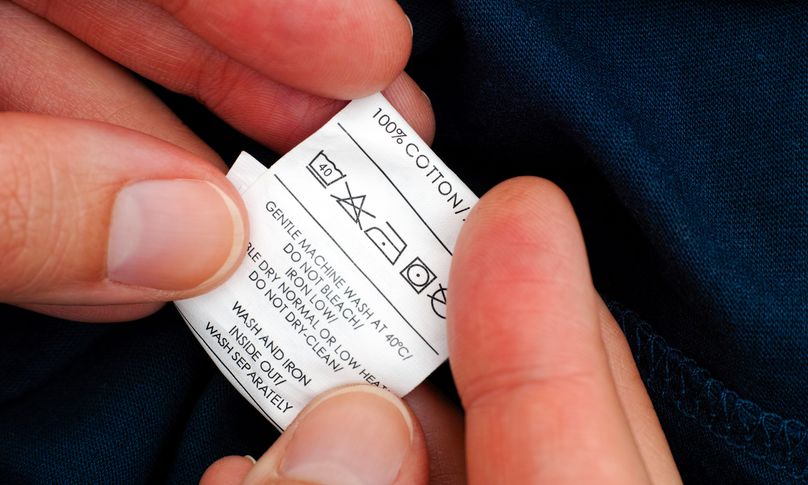 100% COTTON/
40
GENTLE MACHINE WASH AT 40°C/
DO NOT BLEACH/
IRON LOW/
DRY NORMAL OR LOW HEAT
DO NOT DRY-CLEAN/
WASH AND IRON
INSIDE OUT/
WASH SEPARATELY